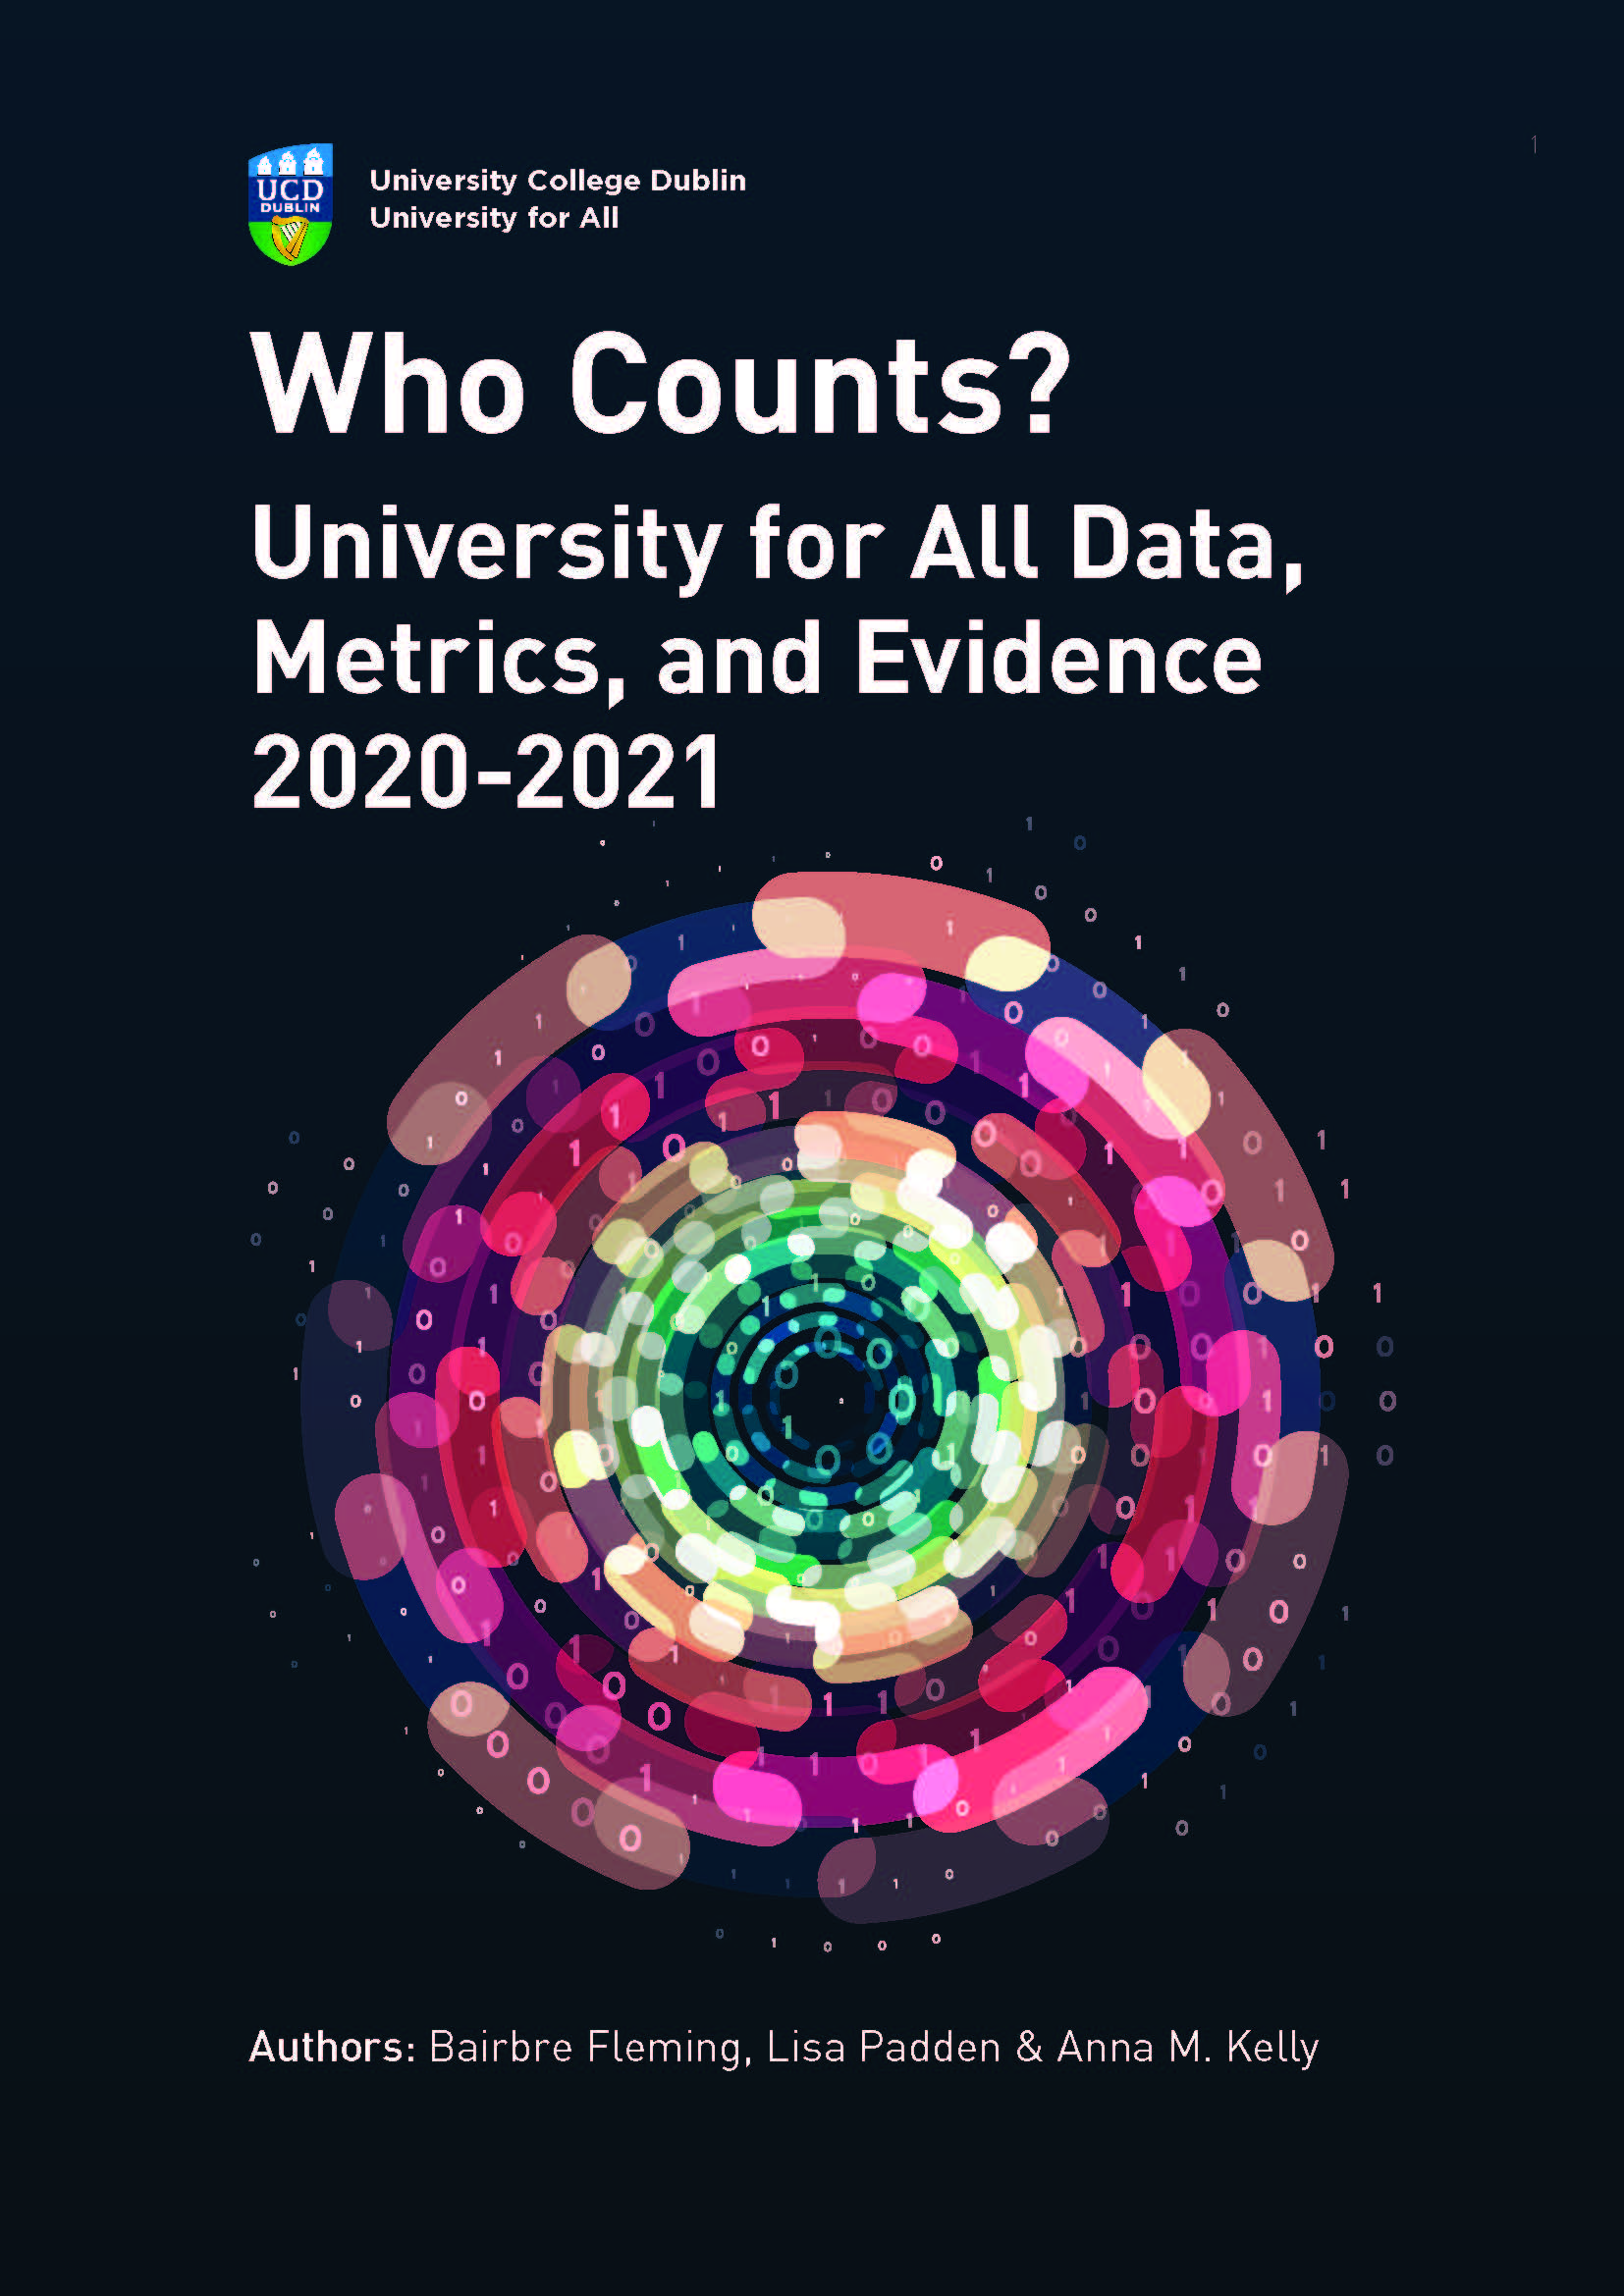 1
UCD
DUBLIN
University College Dublin
University for All
Who Counts?
University for All Data,
Metrics, and Evidence
2020-2021
Authors: Bairbre Fleming, Lisa Padden & Anna M. Kelly